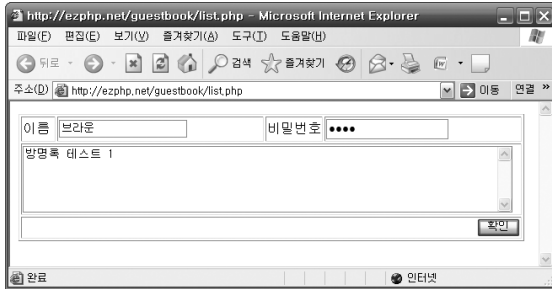 http://ezphp.net/guestbook/list.php - Microsoft Internet Explorer
파일(F) 편집(E) 보기(V) 즐겨찾기(A) 도구(T) 도움말(H)
뒤로 검색 즐겨찾기
주소(D) http://ezphp.net/guestbook/list.php 이동 연결 »
이름 브라운 비밀번호 ●●●●
방명록 테스트 1
확인
완료 인터넷